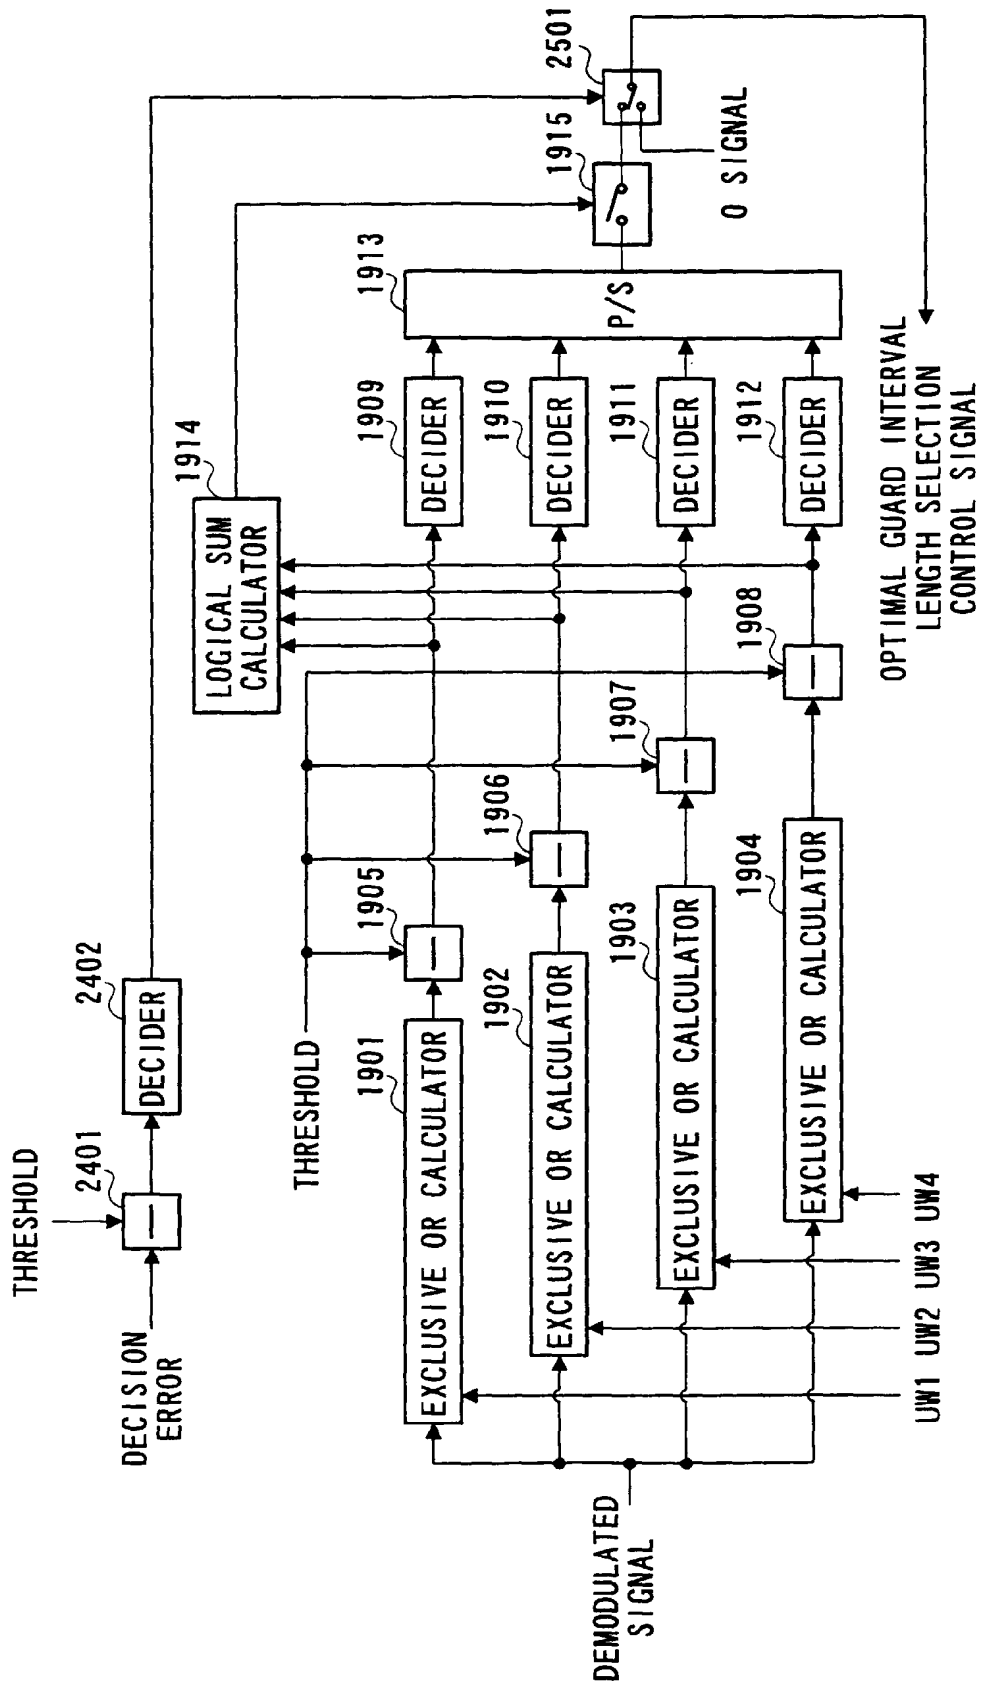 THRESHOLD
2401
2402
DECIDER
DECISION
ERROR
LOGICAL SUM
CALCULATOR
1914
THRESHOLD
1901
EXCLUSIVE OR CALCULATOR
1905
1909
DECIDER
1913
P/S
1915
2501
0 SIGNAL
1902
EXCLUSIVE OR CALCULATOR
1906
1910
DECIDER
1903
EXCLUSIVE OR CALCULATOR
1907
1911
DECIDER
1904
EXCLUSIVE OR CALCULATOR
1908
1912
DECIDER
DEMODULATED
SIGNAL
UW1 UW2 UW3 UW4
OPTIMAL GUARD INTERVAL
LENGTH SELECTION
CONTROL SIGNAL